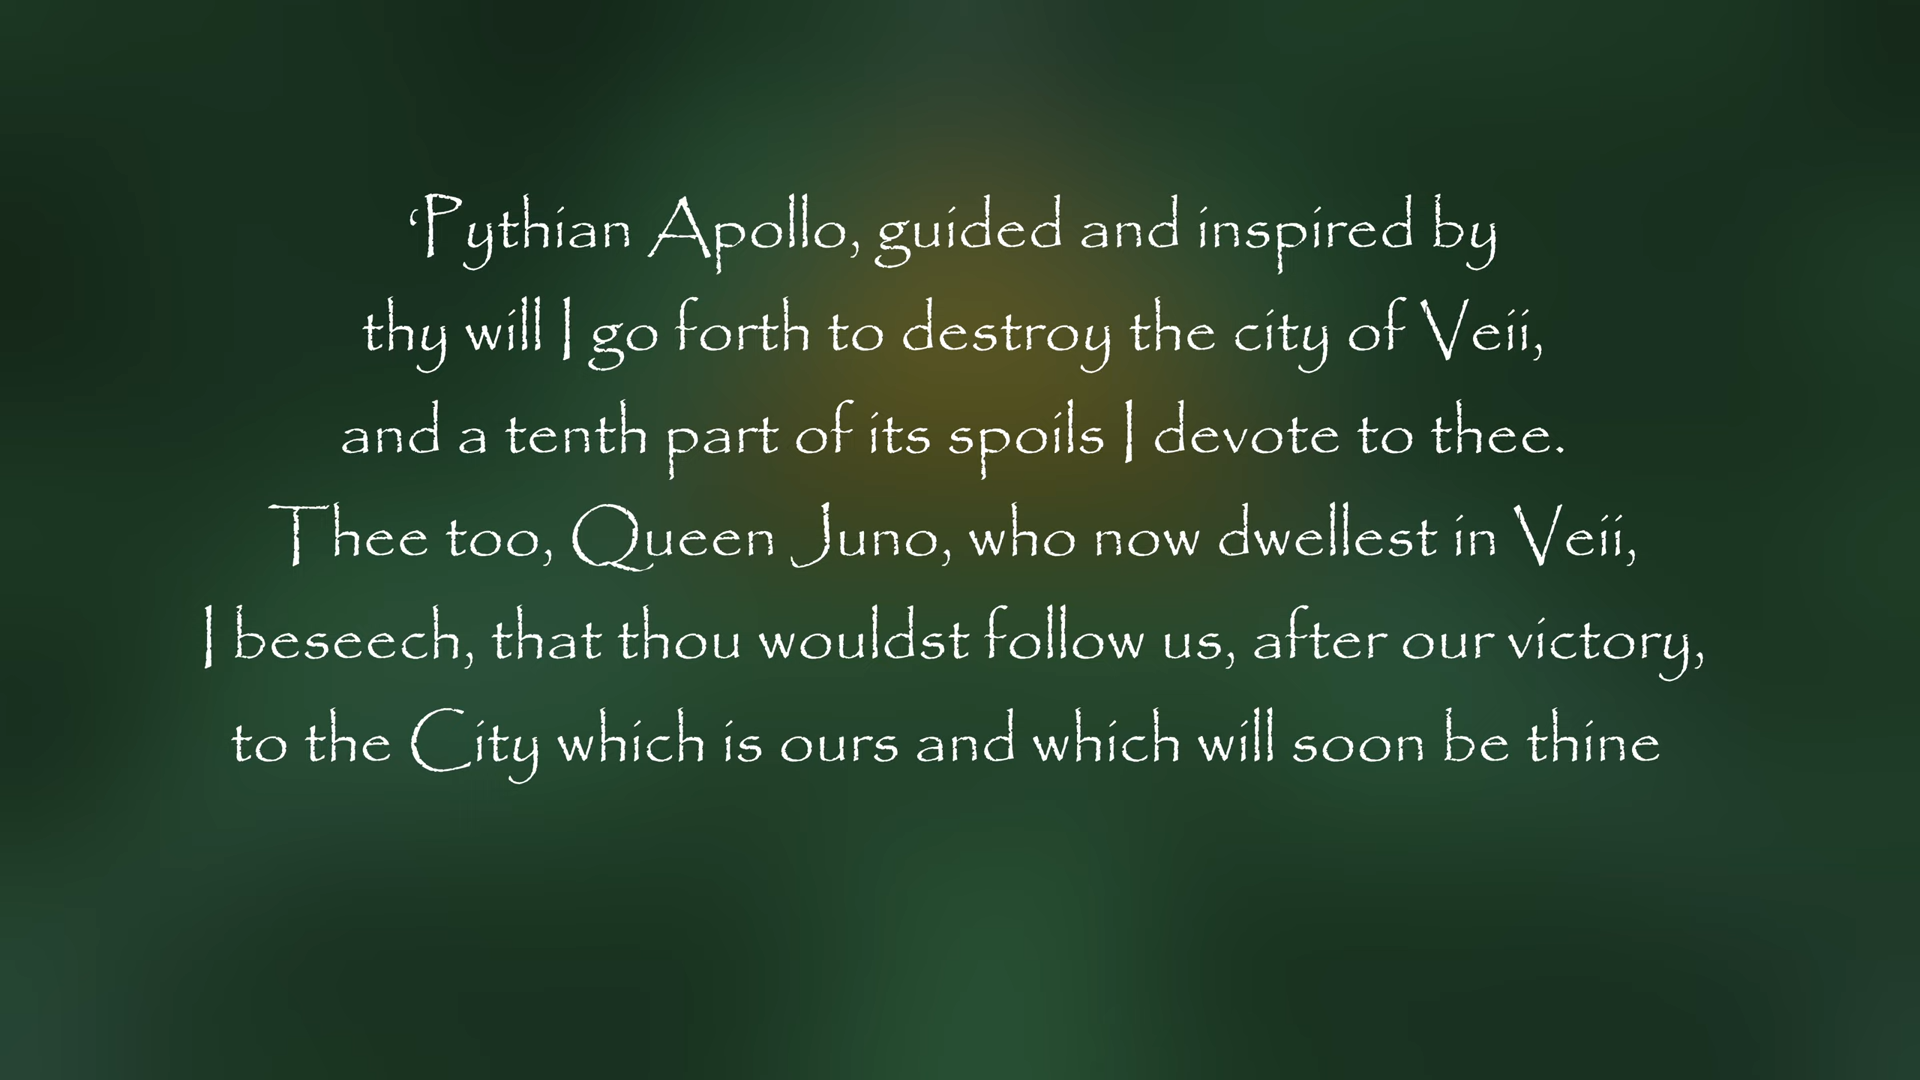 ‘Pythian Apollo, guided and inspired by
thy will I go forth to destroy the city of Veii,
and a tenth part of its spoils I devote to thee.
Thee too, Queen Juno, who now dwellest in Veii,
I beseech, that thou wouldst follow us, after our victory,
to the City which is ours and which will soon be thine